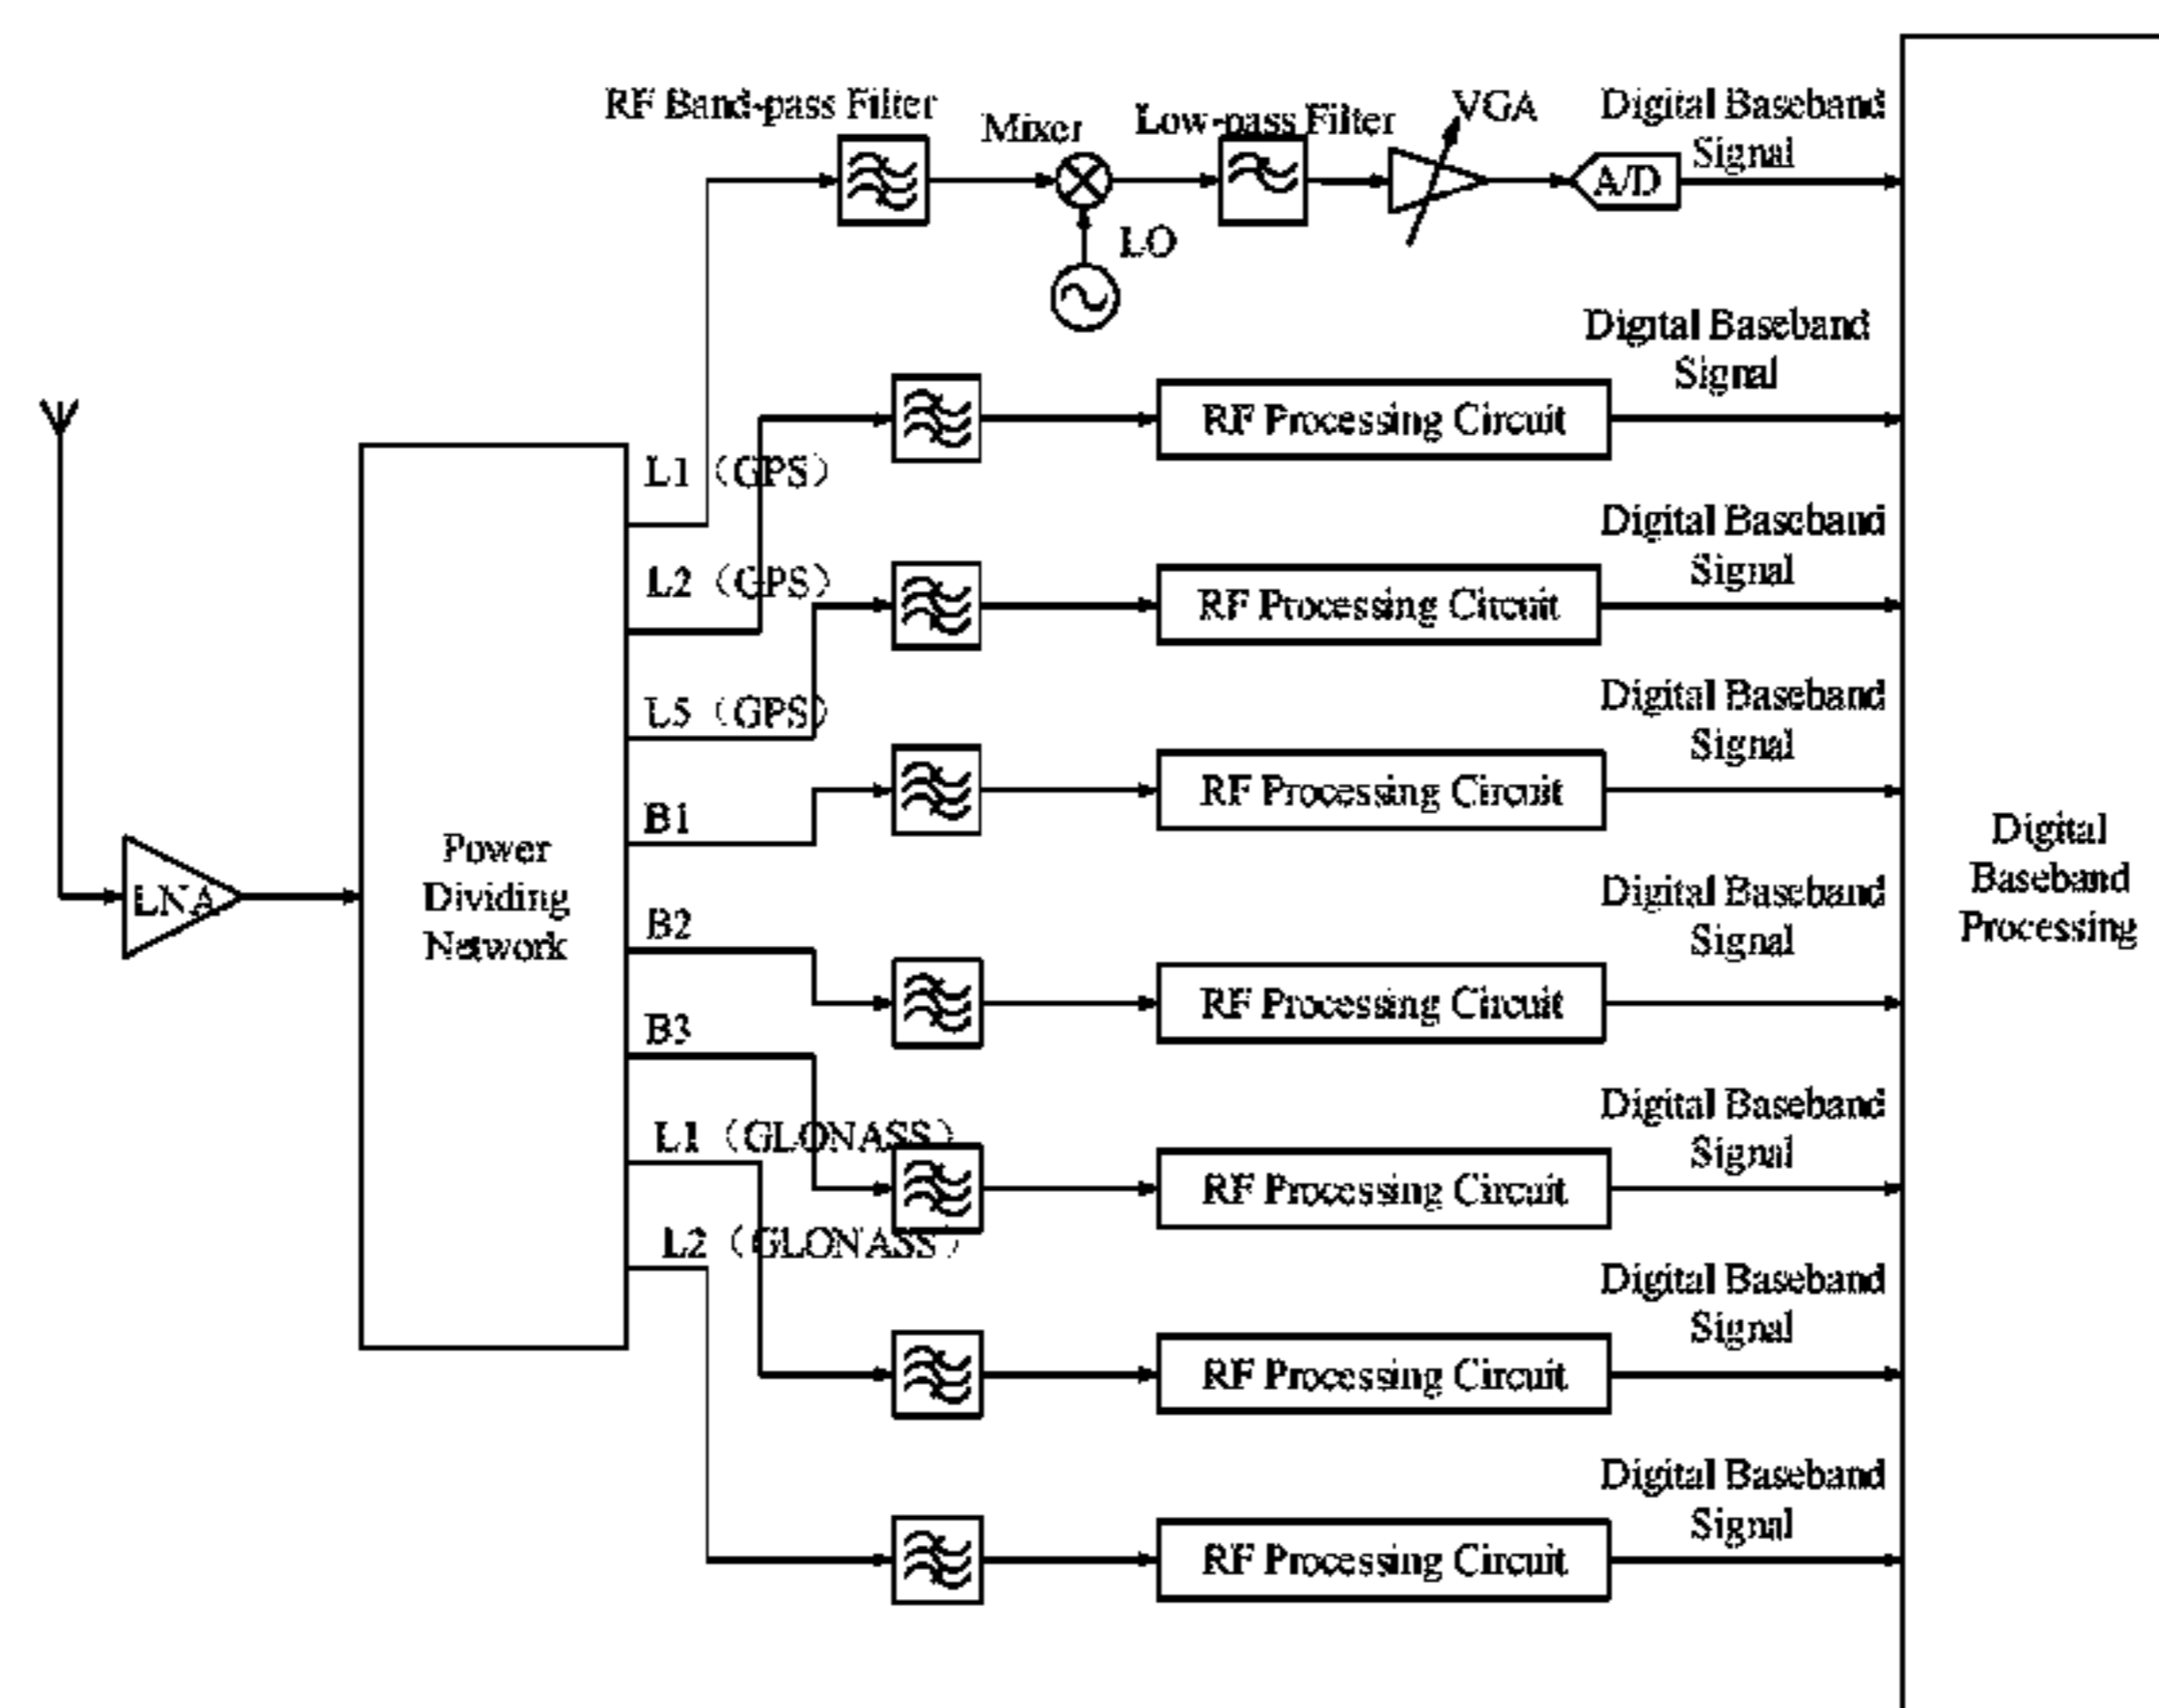 RF Band-pass Filter
Mixer
Low-pass Filter
VGA
Digital Baseband
Signal
A/D
LO
Digital Baseband
Signal
RF Processing Circuit
L1（GPS）
Digital Baseband
Signal
L2（GPS）
RF Processing Circuit
L5（GPS）
Digital Baseband
Signal
RF Processing Circuit
B1
Power
Dividing
Network
LNA
Digital
Baseband
Processing
B2
Digital Baseband
Signal
RF Processing Circuit
B3
L1（GLONASS）
Digital Baseband
Signal
RF Processing Circuit
L2（GLONASS）
Digital Baseband
Signal
RF Processing Circuit
Digital Baseband
Signal
RF Processing Circuit